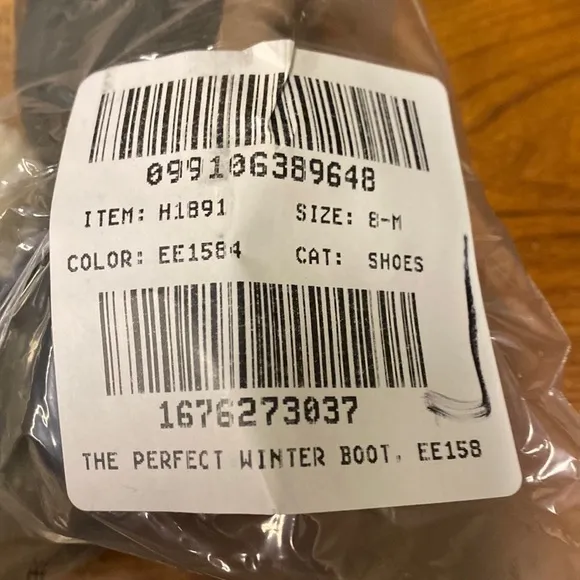 099106389648
ITEM: H1891 SIZE: 8-M
COLOR: EE1584 CAT: SHOES
1676273037
THE PERFECT WINTER BOOT, EE158